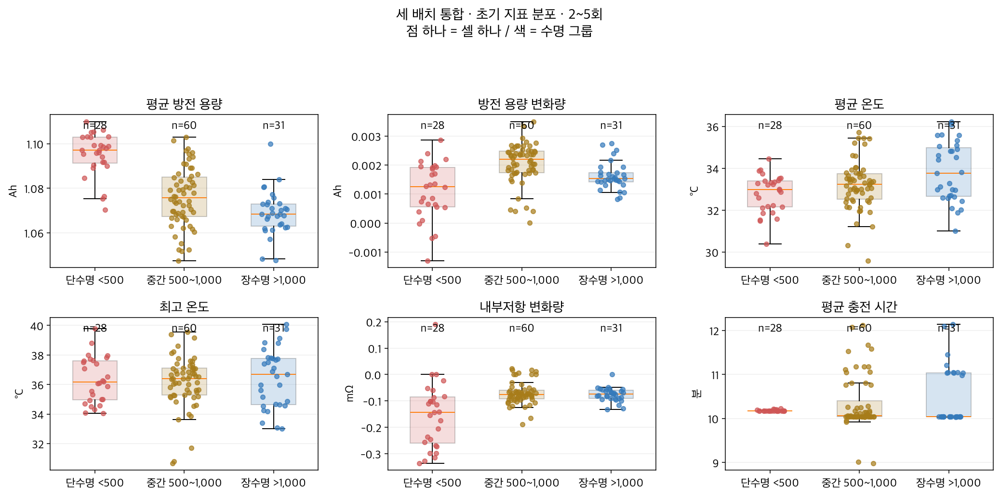 세 배치 통합 · 초기 지표 분포 · 2~5회
점 하나 = 셀 하나 / 색 = 수명 그룹
평균 방전 용량
Ah
1.10
1.08
1.06
n=28
n=60
n=31
단수명 <500
중간 500~1,000
장수명 >1,000
방전 용량 변화량
Ah
0.003
0.002
0.001
0.000
-0.001
n=28
n=60
n=31
단수명 <500
중간 500~1,000
장수명 >1,000
평균 온도
℃
36
34
32
30
n=28
n=60
n=31
단수명 <500
중간 500~1,000
장수명 >1,000
최고 온도
℃
40
38
36
34
32
n=28
n=60
n=31
단수명 <500
중간 500~1,000
장수명 >1,000
내부저항 변화량
mΩ
0.2
0.1
0.0
-0.1
-0.2
-0.3
n=28
n=60
n=31
단수명 <500
중간 500~1,000
장수명 >1,000
평균 충전 시간
분
12
11
10
9
n=28
n=60
n=31
단수명 <500
중간 500~1,000
장수명 >1,000